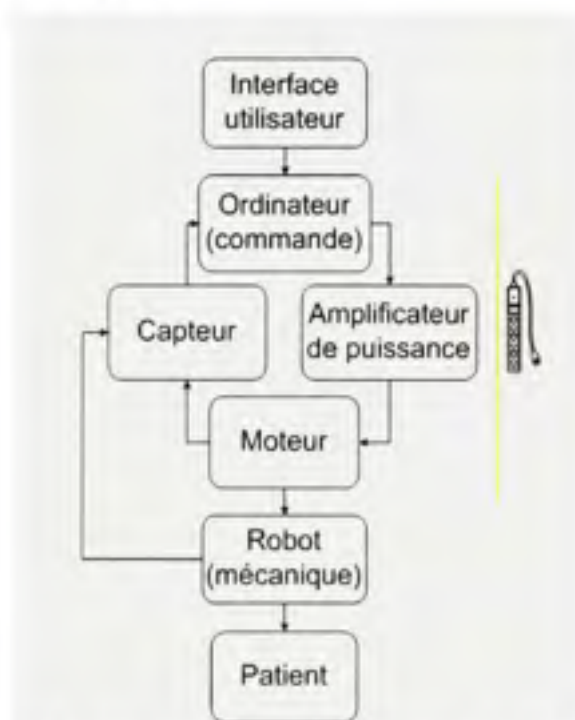 Interface
utilisateur
Ordinateur
(commande)
Capteur
Amplificateur
de puissance
Moteur
Robot
(mécanique)
Patient